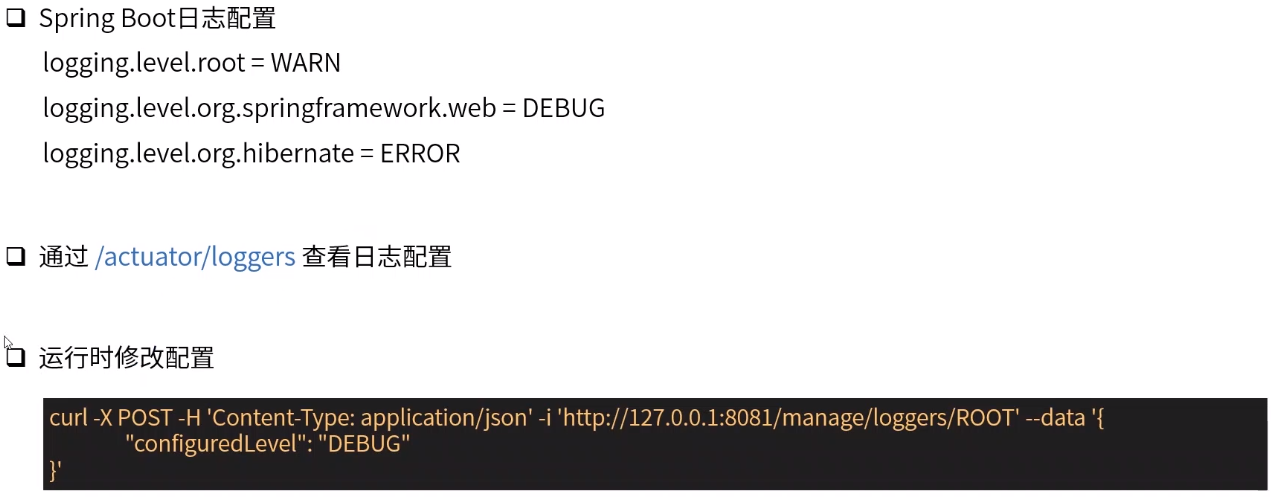 Spring Boot日志配置
logging.level.root = WARN
logging.level.org.springframework.web = DEBUG
logging.level.org.hibernate = ERROR
通过 /actuator/loggers 查看日志配置
运行时修改配置
curl -X POST -H 'Content-Type: application/json' -i 'http://127.0.0.1:8081/manage/loggers/ROOT' --data '{
"configuredLevel": "DEBUG"
}'